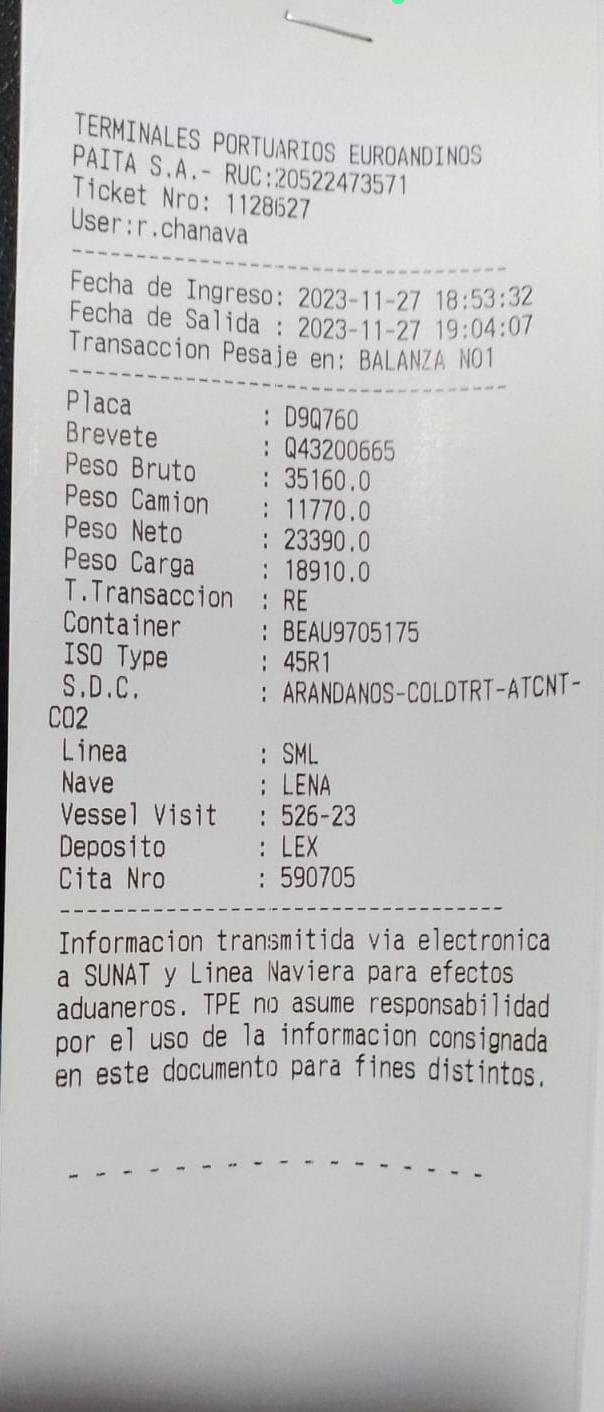 TERMINALES PORTUARIOS EUROANDINOS
PAITA S.A.- RUC:20522473571
Ticket Nro: 1128627
User:r.chanava
Fecha de Ingreso: 2023-11-27 18:53:32
Fecha de Salida : 2023-11-27 19:04:07
Transaccion Pesaje en: BALANZA NO1
Placa : D9Q760
Brevete : Q43200665
Peso Bruto : 35160.0
Peso Camion : 11770.0
Peso Neto : 23390.0
Peso Carga : 18910.0
T.Transaccion : RE
Container : BEAU9705175
ISO Type : 45R1
S.D.C. : ARANDANOS-COLDTRT-ATCNT-
CO2
Linea : SML
Nave : LENA
Vessel Visit : 526-23
Deposito : LEX
Cita Nro : 590705
Informacion transmitida via electronica
a SUNAT y Linea Naviera para efectos
aduaneros. TPE no asume responsabilidad
por el uso de la informacion consignada
en este documento para fines distintos.